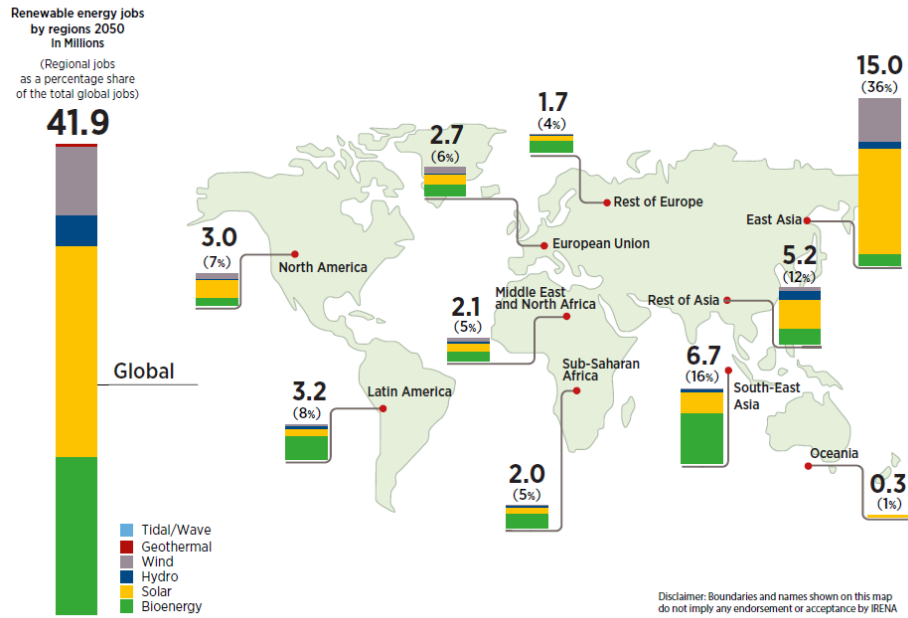 Renewable energy jobs
by regions 2050
In Millions
(Regional jobs
as a percentage share
of the total global jobs)
41.9
Global
Tidal/Wave
Geothermal
Wind
Hydro
Solar
Bioenergy
3.0
(7%)
North America
3.2
(8%)
Latin America
2.7
(6%)
European Union
1.7
(4%)
Rest of Europe
2.1
(5%)
Middle East
and North Africa
2.0
(5%)
Sub-Saharan
Africa
15.0
(36%)
East Asia
5.2
(12%)
Rest of Asia
6.7
(16%)
South-East
Asia
Oceania
0.3
(1%)
Disclaimer: Boundaries and names shown on this map
do not imply any endorsement or acceptance by IRENA